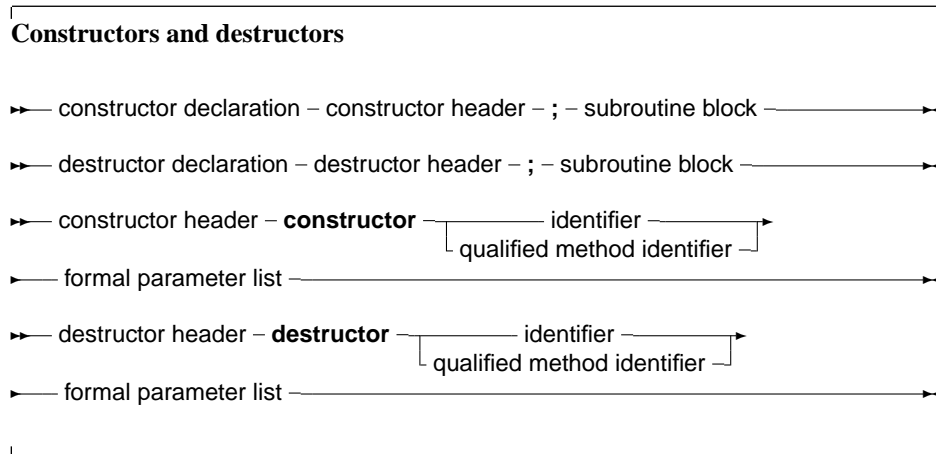 Constructors and destructors
constructor declaration – constructor header – ; – subroutine block
destructor declaration – destructor header – ; – subroutine block
constructor header – constructor identifier
qualified method identifier
formal parameter list
destructor header – destructor identifier
qualified method identifier
formal parameter list